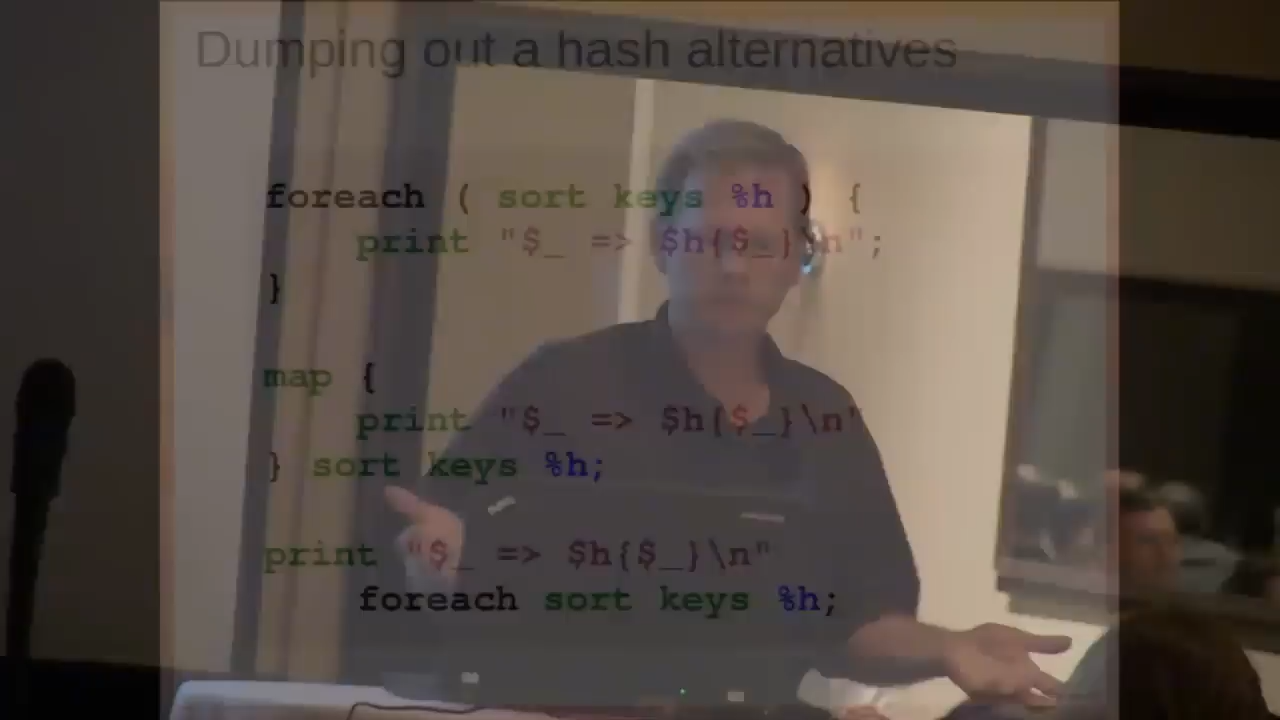 Dumping out a hash alternatives
foreach ( sort keys %h ) {
print "$_ => $h{$_}\n";
}
map {
print "$_ => $h{$_}\n"
} sort keys %h;
print "$_ => $h{$_}\n"
foreach sort keys %h;